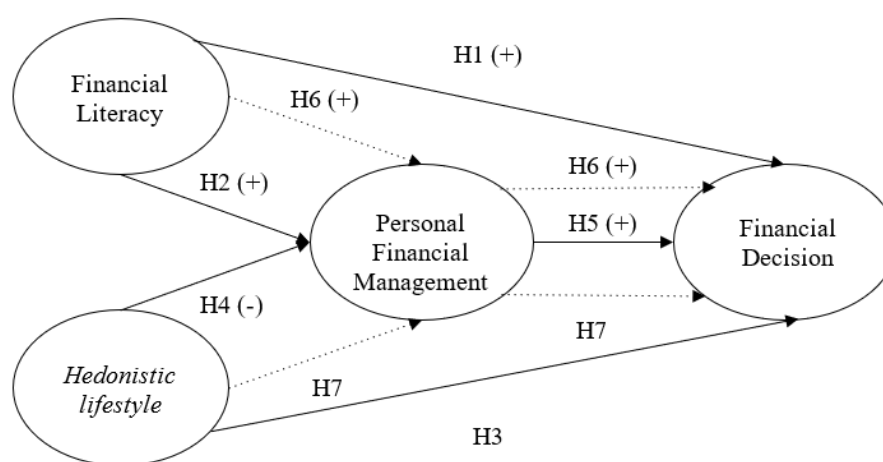 H1 (+)
Financial
Literacy
H6 (+)
H2 (+)
H6 (+)
Personal
Financial
Management
H5 (+)
Financial
Decision
H4 (-)
H7
Hedonistic
lifestyle
H7
H3